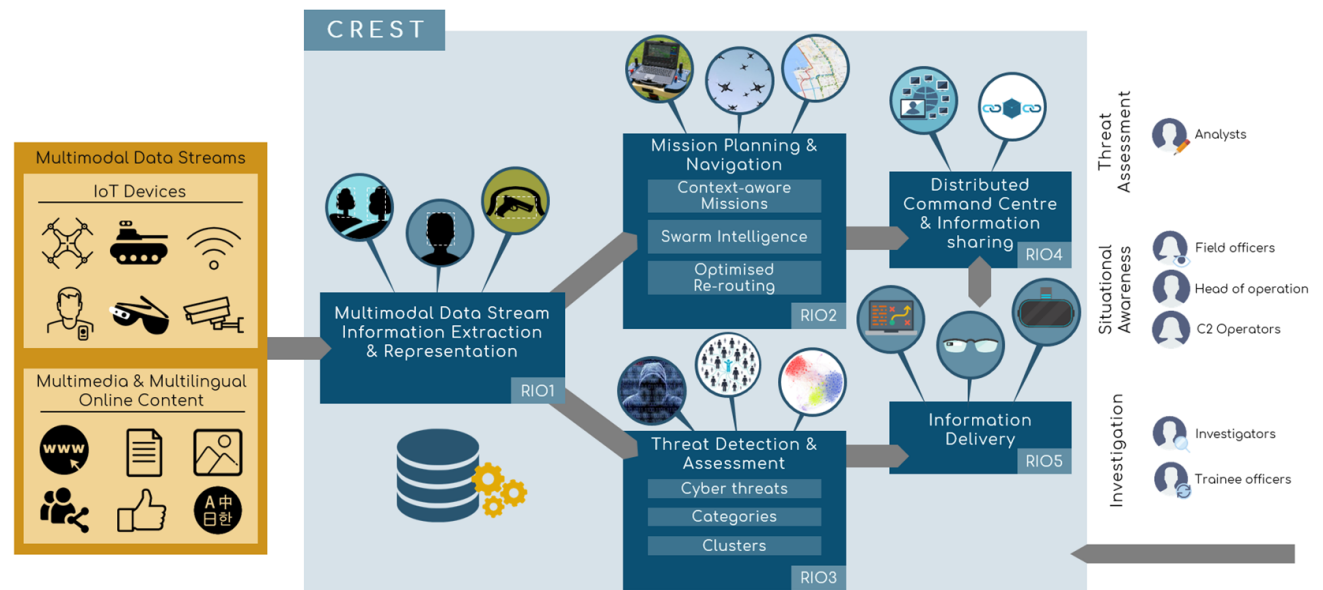 CREST
Multimodal Data Streams
IoT Devices
Multimedia & Multilingual
Online Content
www
A 中
日 한
Multimodal Data Stream
Information Extraction
& Representation
RIO1
Mission Planning &
Navigation
Context-aware
Missions
Swarm Intelligence
Optimised
Re-routing
RIO2
Threat Detection &
Assessment
Cyber threats
Categories
Clusters
RIO3
Distributed
Command Centre
& Information
sharing
RIO4
Information
Delivery
RIO5
Threat
Assessment
Analysts
Situational
Awareness
Field officers
Head of operation
C2 Operators
Investigation
Investigators
Trainee officers